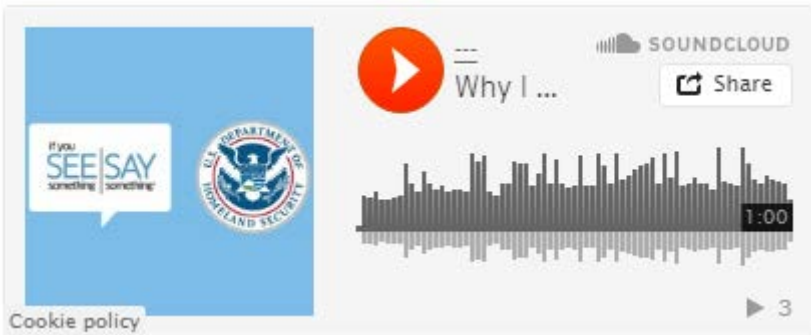 SOUNDCLOUD
---
Why I ...
Share
If you
SEE SAY
something something
U.S. DEPARTMENT OF
HOMELAND SECURITY
1:00
3
Cookie policy